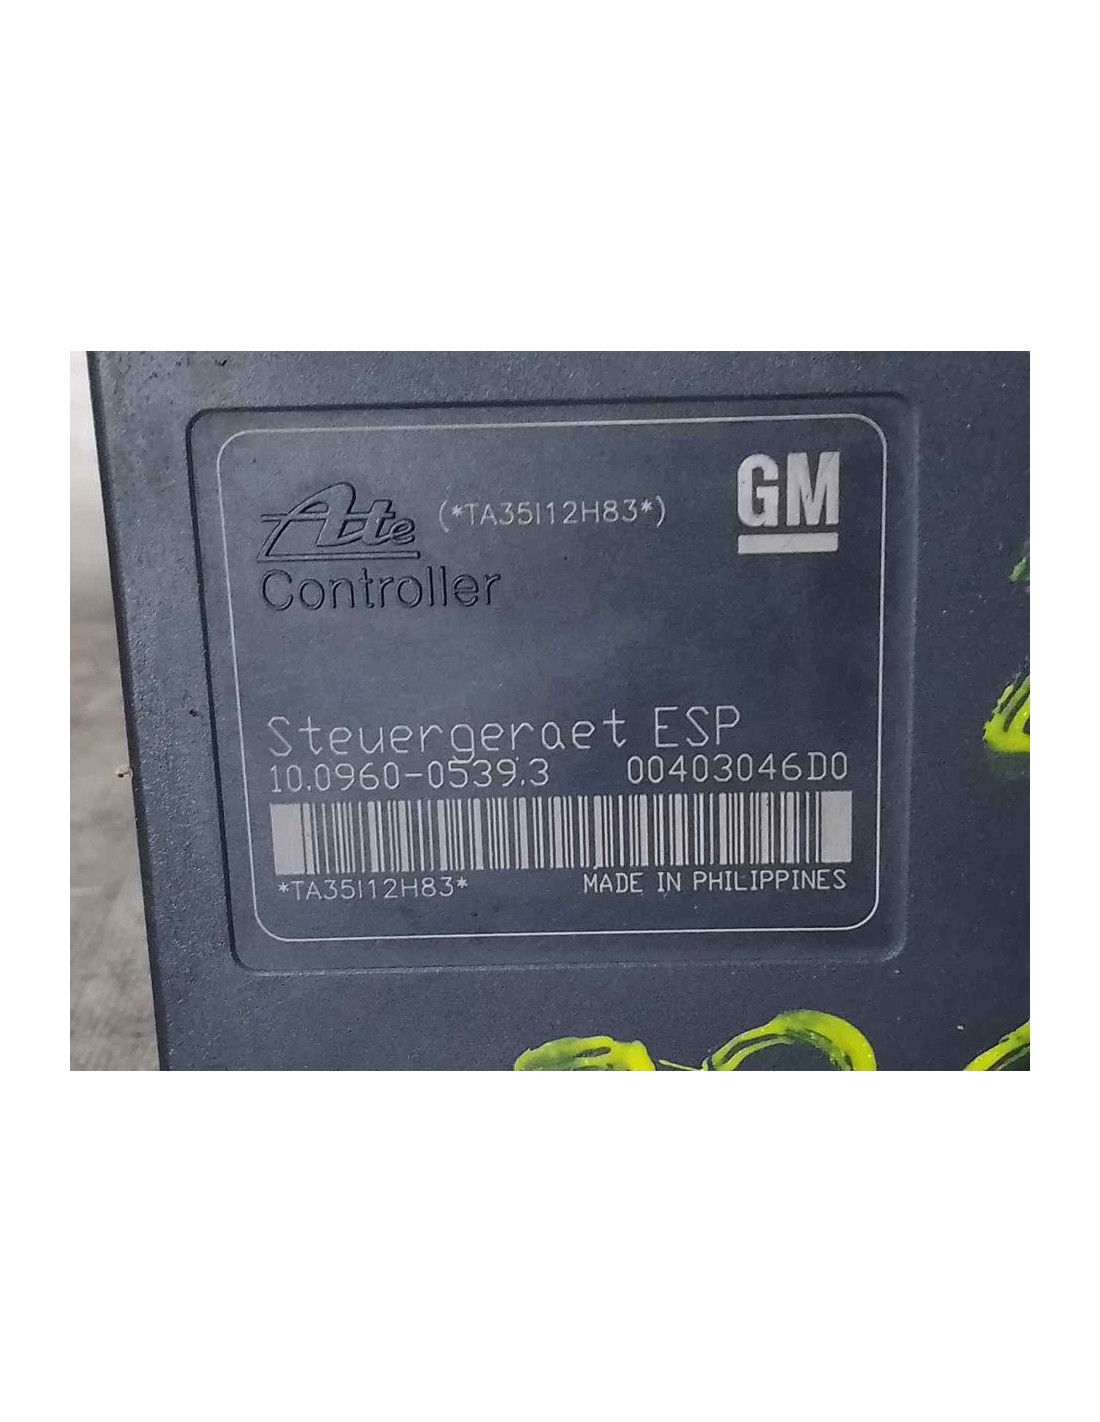 Ate (*TA35I12H83*) GM
Controller
Steuergeraet ESP
10.0960-0539.3 00403046D0
*TA35I12H83* MADE IN PHILIPPINES